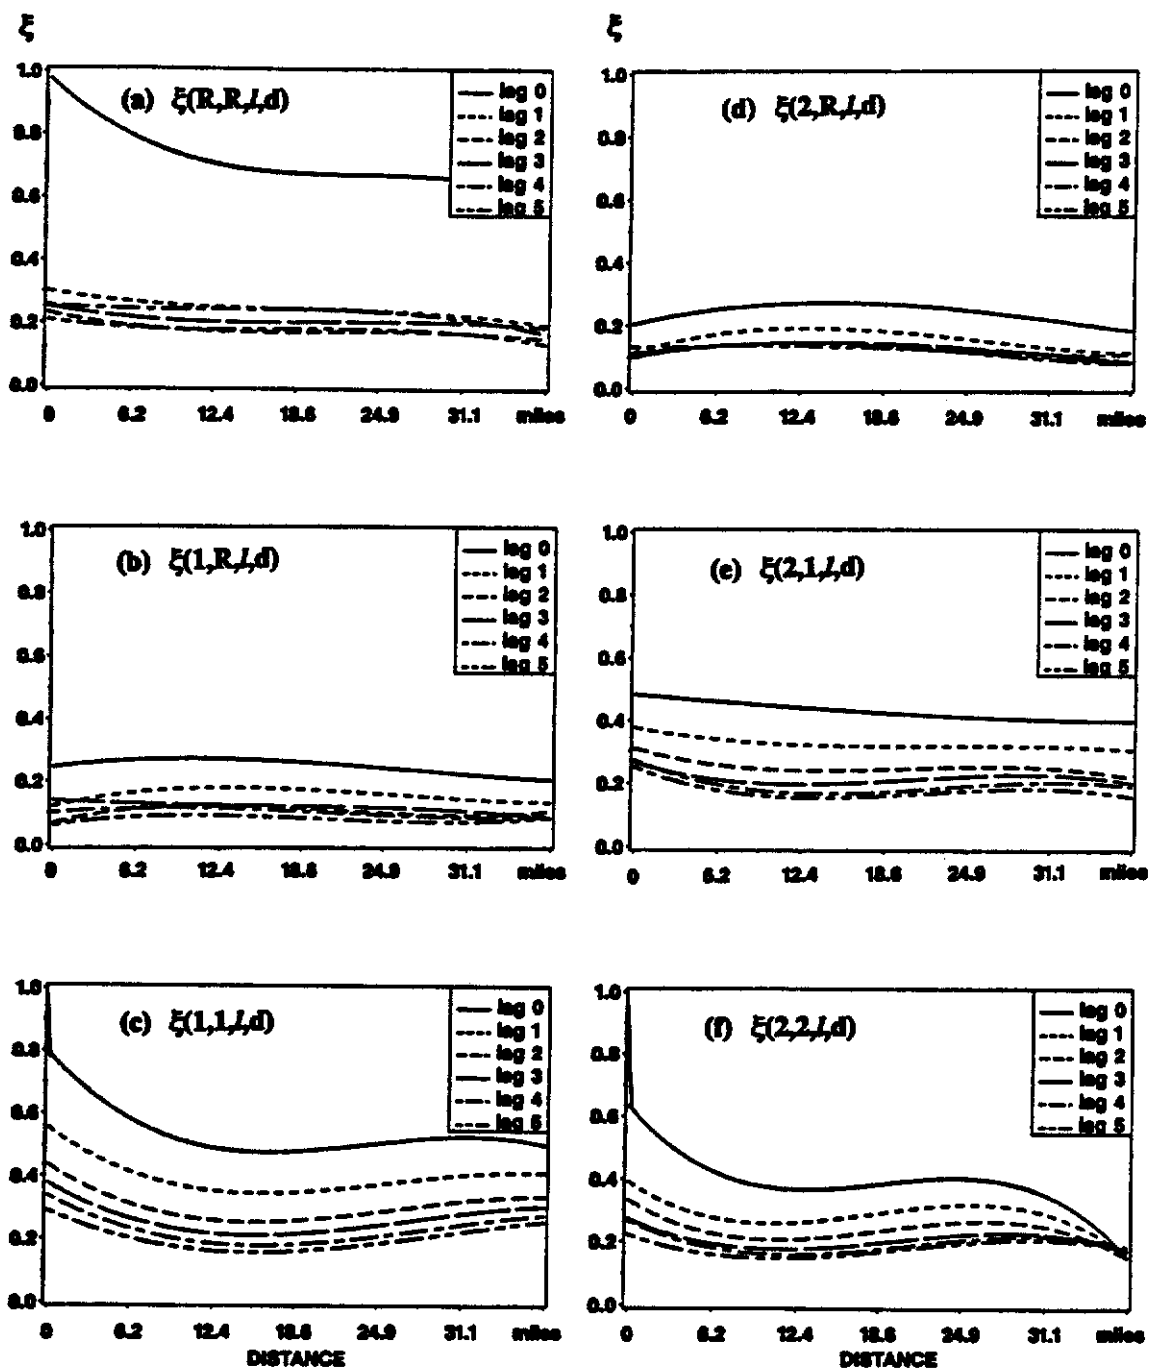 ξ
1.0
0.8
0.6
0.4
0.2
0.0
(a) ξ(R,R,l,d)
lag 0
lag 1
lag 2
lag 3
lag 4
lag 5
0 6.2 12.4 18.6 24.9 31.1 miles
ξ
1.0
0.8
0.6
0.4
0.2
0.0
(d) ξ(2,R,l,d)
lag 0
lag 1
lag 2
lag 3
lag 4
lag 5
0 6.2 12.4 18.6 24.9 31.1 miles
1.0
0.8
0.6
0.4
0.2
0.0
(b) ξ(1,R,l,d)
lag 0
lag 1
lag 2
lag 3
lag 4
lag 5
0 6.2 12.4 18.6 24.9 31.1 miles
1.0
0.8
0.6
0.4
0.2
0.0
(e) ξ(2,1,l,d)
lag 0
lag 1
lag 2
lag 3
lag 4
lag 5
0 6.2 12.4 18.6 24.9 31.1 miles
1.0
0.8
0.6
0.4
0.2
0.0
(c) ξ(1,1,l,d)
lag 0
lag 1
lag 2
lag 3
lag 4
lag 5
0 6.2 12.4 18.6 24.9 31.1 miles
DISTANCE
1.0
0.8
0.6
0.4
0.2
0.0
(f) ξ(2,2,l,d)
lag 0
lag 1
lag 2
lag 3
lag 4
lag 5
0 6.2 12.4 18.6 24.9 31.1 miles
DISTANCE